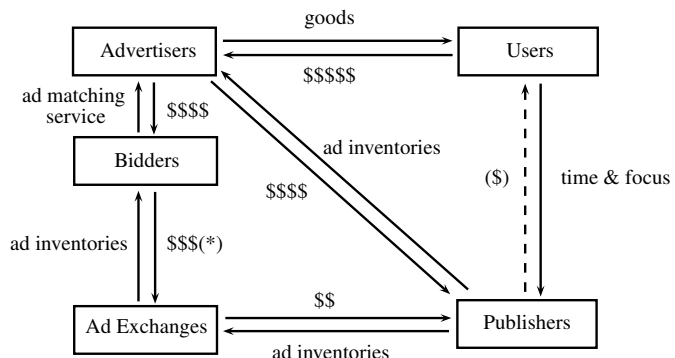 goods
Advertisers
Users
$$$$$
ad matching
service
$$$$
Bidders
ad inventories
$$$$
($)
time & focus
ad inventories
$$$(*)
$$
Ad Exchanges
Publishers
ad inventories